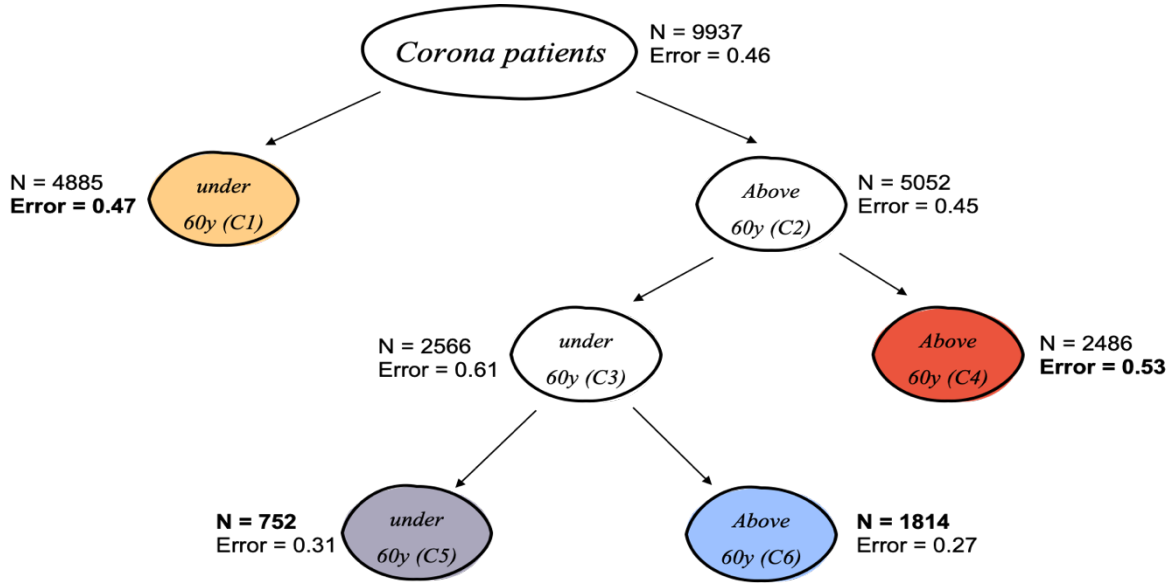 Corona patients
N = 9937
Error = 0.46
N = 4885
Error = 0.47
under
60y (C1)
Above
60y (C2)
N = 5052
Error = 0.45
N = 2566
Error = 0.61
under
60y (C3)
Above
60y (C4)
N = 2486
Error = 0.53
N = 752
Error = 0.31
under
60y (C5)
Above
60y (C6)
N = 1814
Error = 0.27